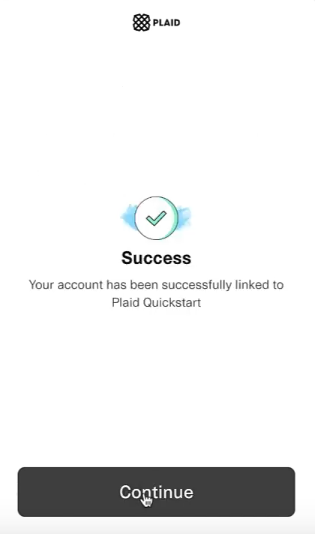 PLAID
Success
Your account has been successfully linked to
Plaid Quickstart
Continue